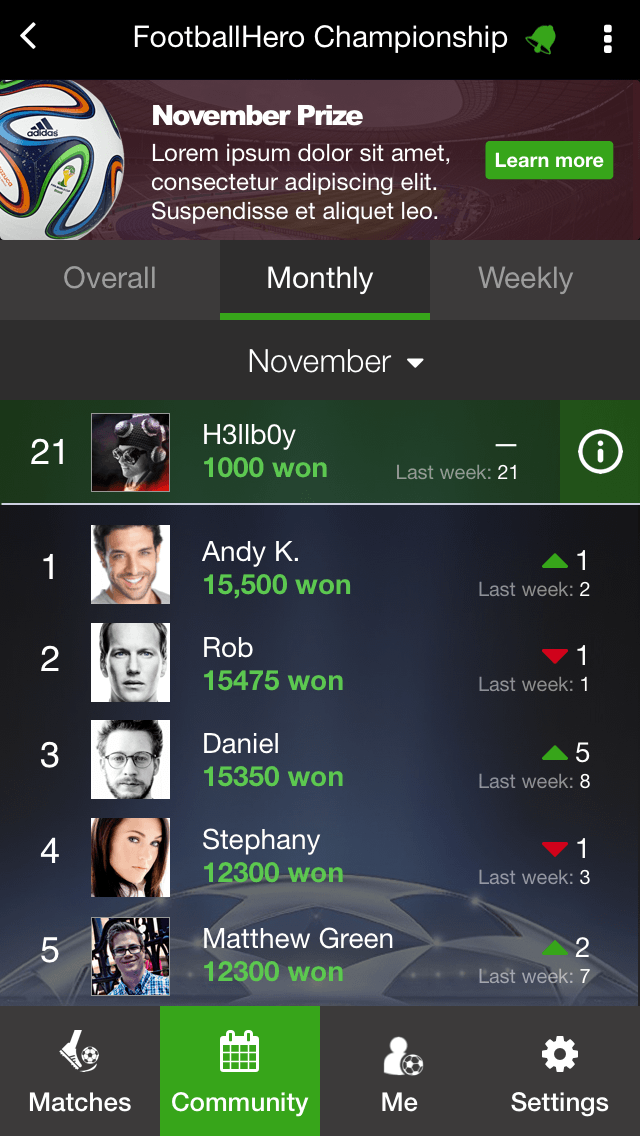 FootballHero Championship
adidas
November Prize
Lorem ipsum dolor sit amet,
consectetur adipiscing elit.
Suspendisse et aliquet leo.
Learn more
Overall
Monthly
Weekly
November
21
H3llb0y
1000 won
—
Last week: 21
1
Andy K.
15,500 won
1
Last week: 2
2
Rob
15475 won
1
Last week: 1
3
Daniel
15350 won
5
Last week: 8
4
Stephany
12300 won
1
Last week: 3
5
Matthew Green
12300 won
2
Last week: 7
Matches
Community
Me
Settings